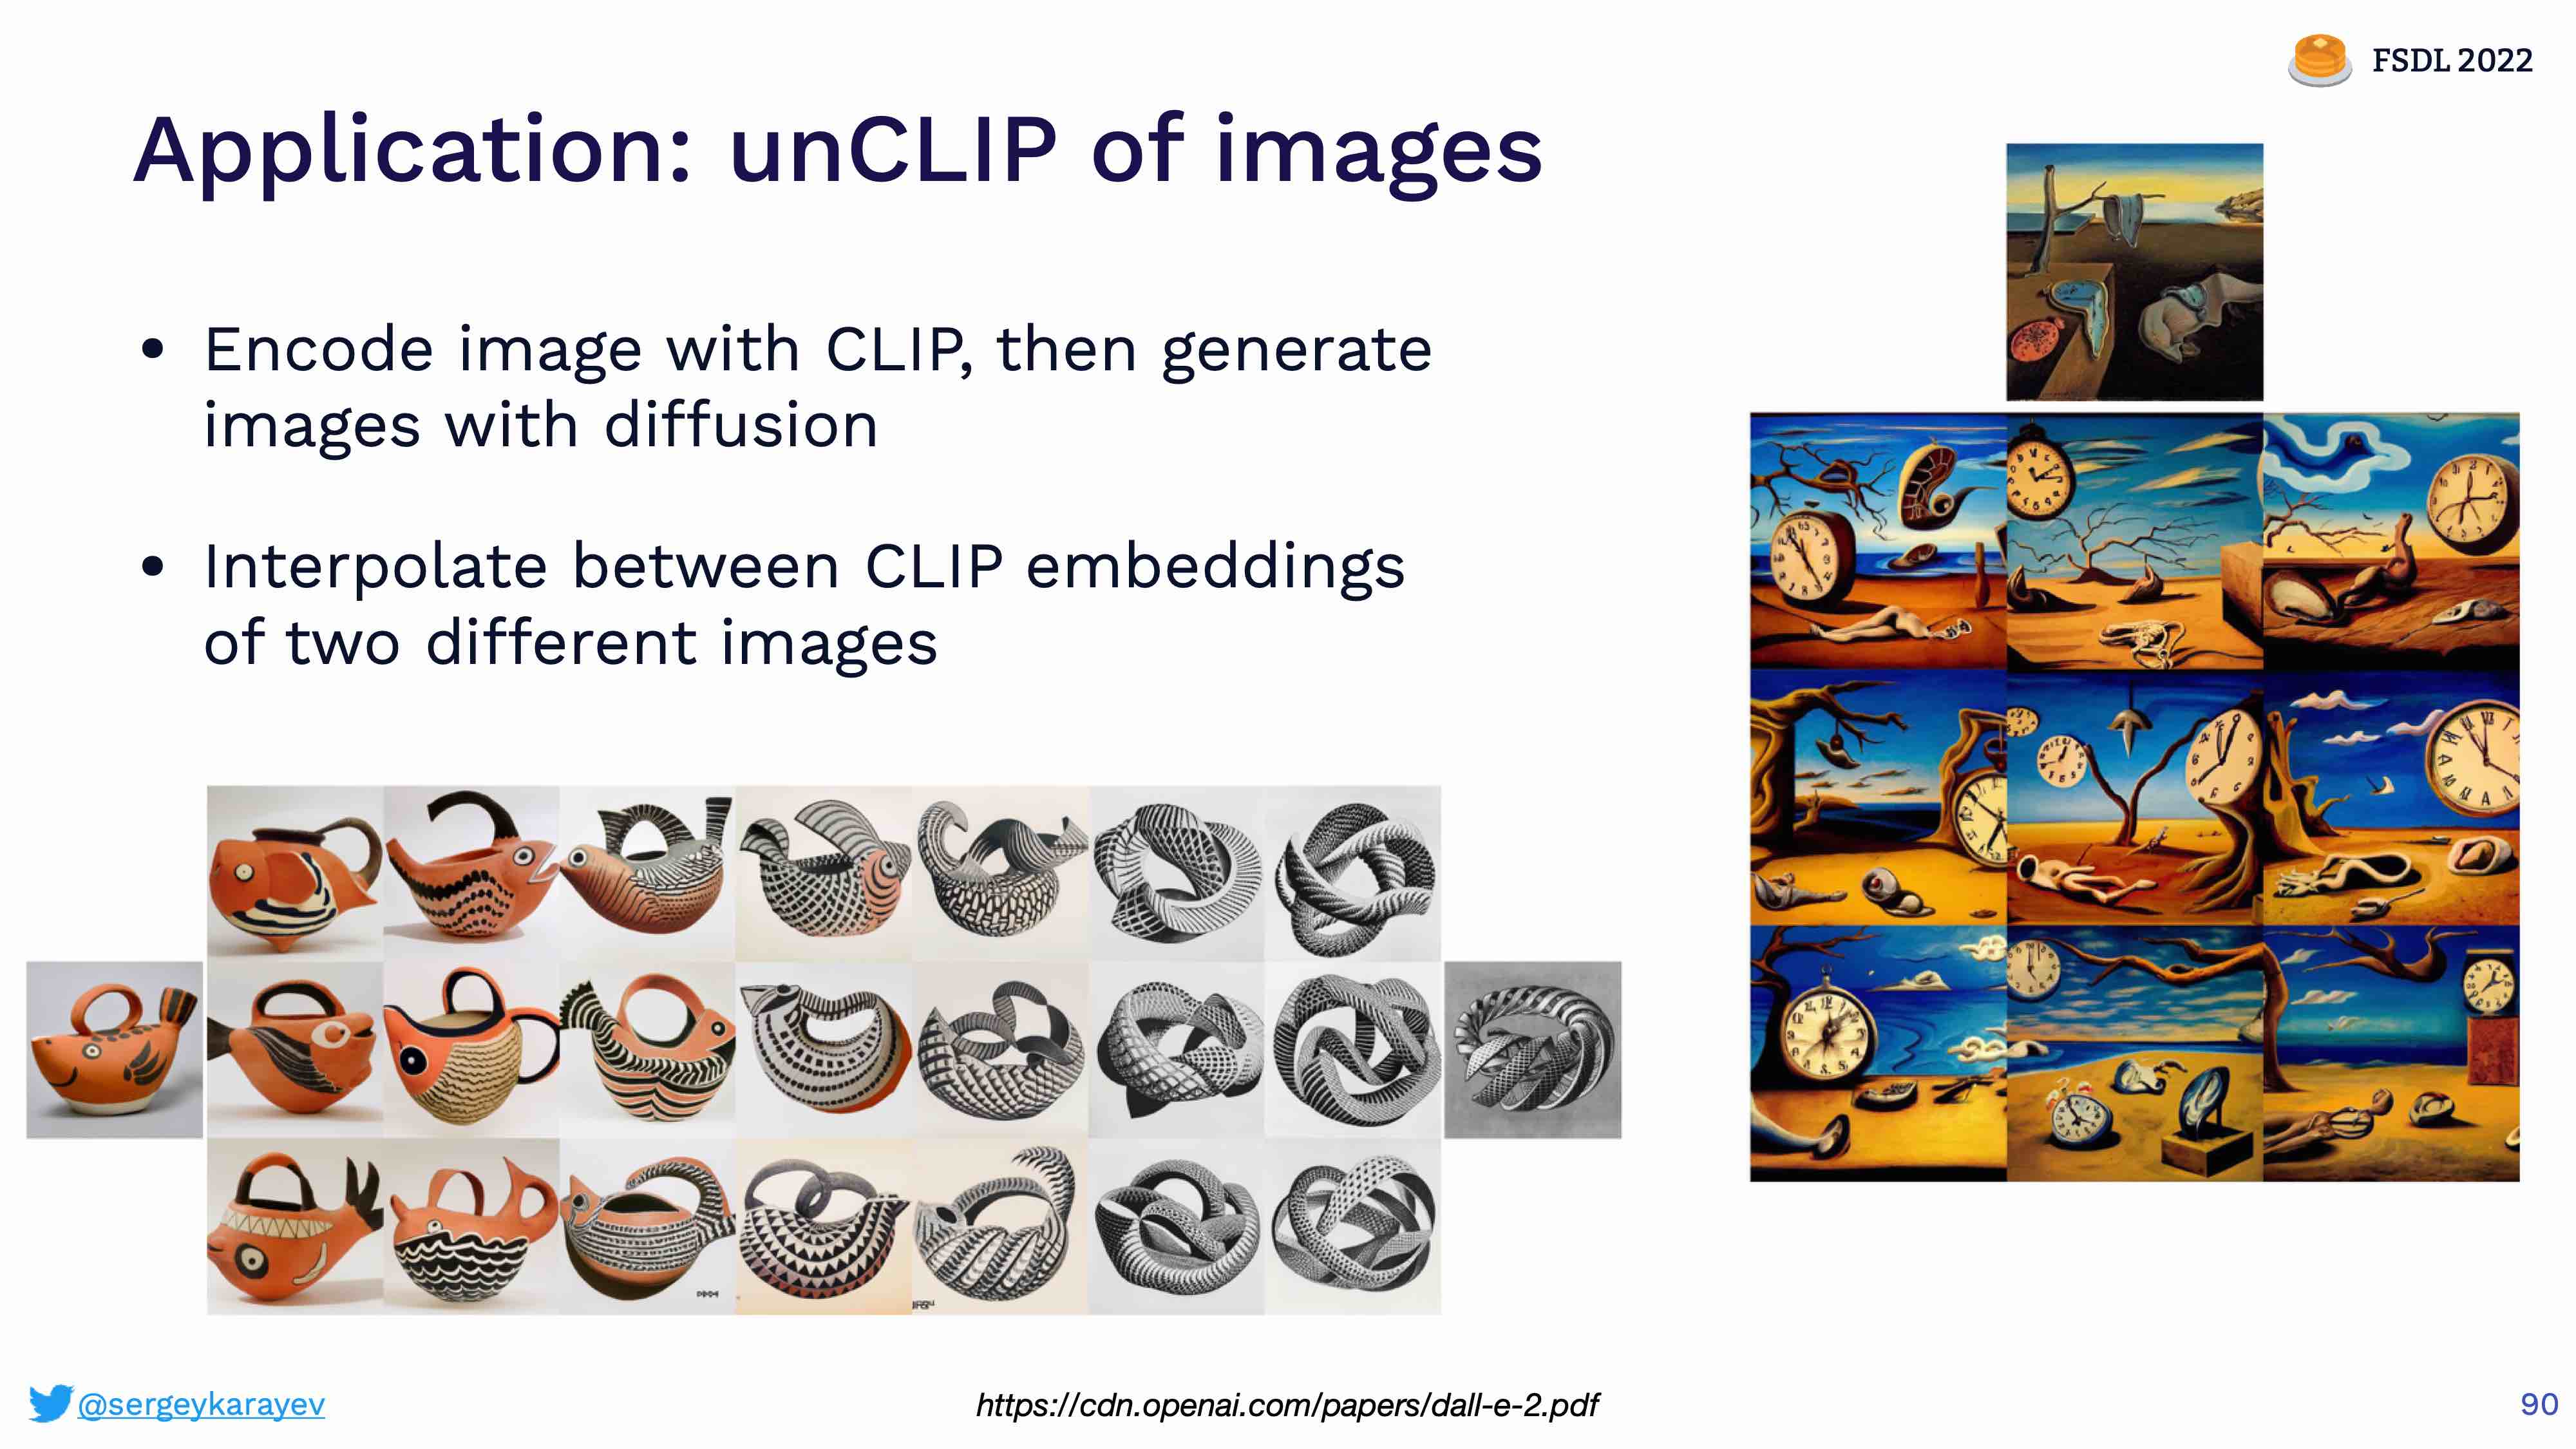 FSDL 2022
Application: unCLIP of images
• Encode image with CLIP, then generate
images with diffusion
• Interpolate between CLIP embeddings
of two different images
@sergeykarayev
https://cdn.openai.com/papers/dall-e-2.pdf
90